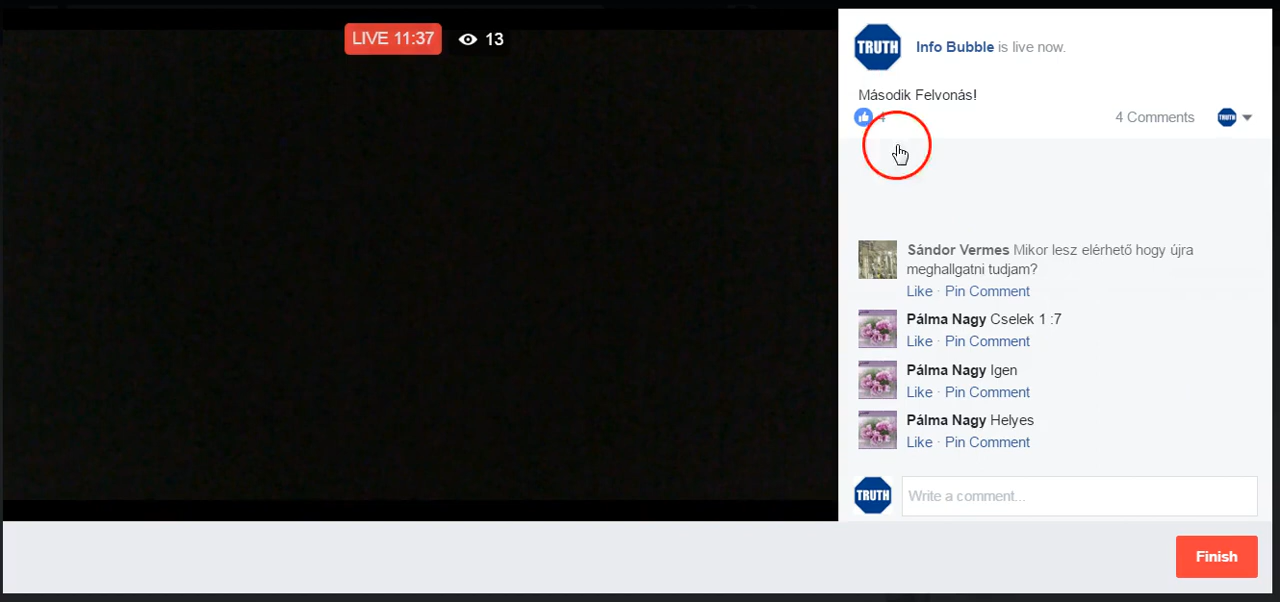 LIVE 11:37
13
TRUTH
Info Bubble is live now.
Második Felvonás!
4
4 Comments
TRUTH
Sándor Vermes Mikor lesz elérhető hogy újra
meghallgatni tudjam?
Like · Pin Comment
Pálma Nagy Cselek 1 :7
Like · Pin Comment
Pálma Nagy Igen
Like · Pin Comment
Pálma Nagy Helyes
Like · Pin Comment
TRUTH
Write a comment...
Finish